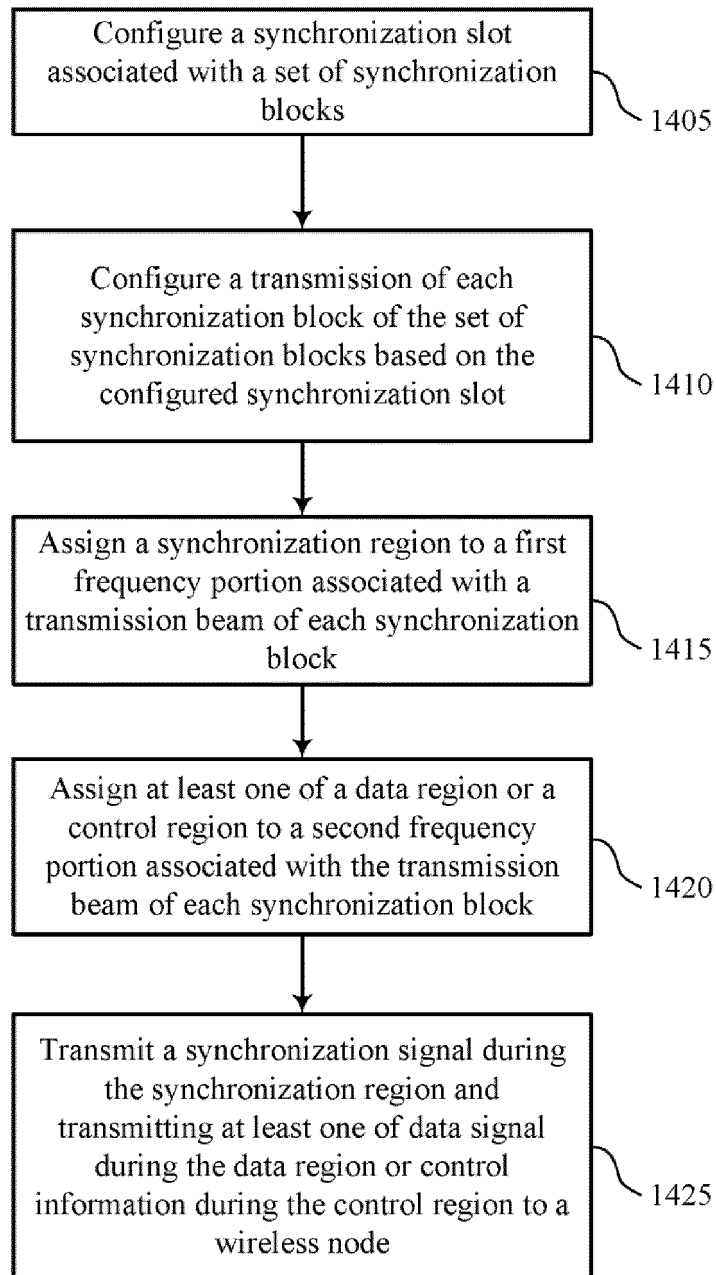 Configure a synchronization slot
associated with a set of synchronization
blocks
1405
Configure a transmission of each
synchronization block of the set of
synchronization blocks based on the
configured synchronization slot
1410
Assign a synchronization region to a first
frequency portion associated with a
transmission beam of each synchronization
block
1415
Assign at least one of a data region or a
control region to a second frequency
portion associated with the transmission
beam of each synchronization block
1420
Transmit a synchronization signal during
the synchronization region and
transmitting at least one of data signal
during the data region or control
information during the control region to a
wireless node
1425